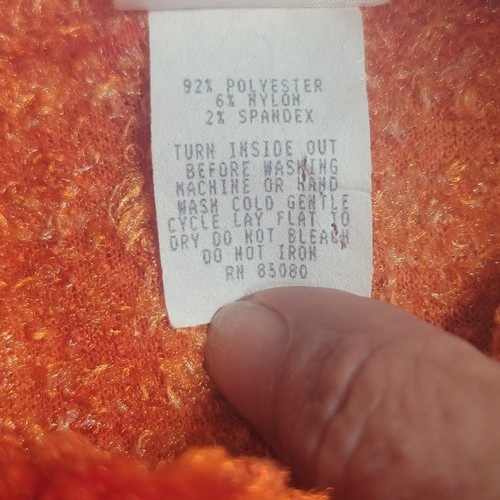 92% POLYESTER
6% NYLON
2% SPANDEX
TURN INSIDE OUT
BEFORE WASHING
MACHINE OR HAND
WASH COLD GENTLE
CYCLE LAY FLAT TO
DRY DO NOT BLEACH
DO NOT IRON
RN 85080